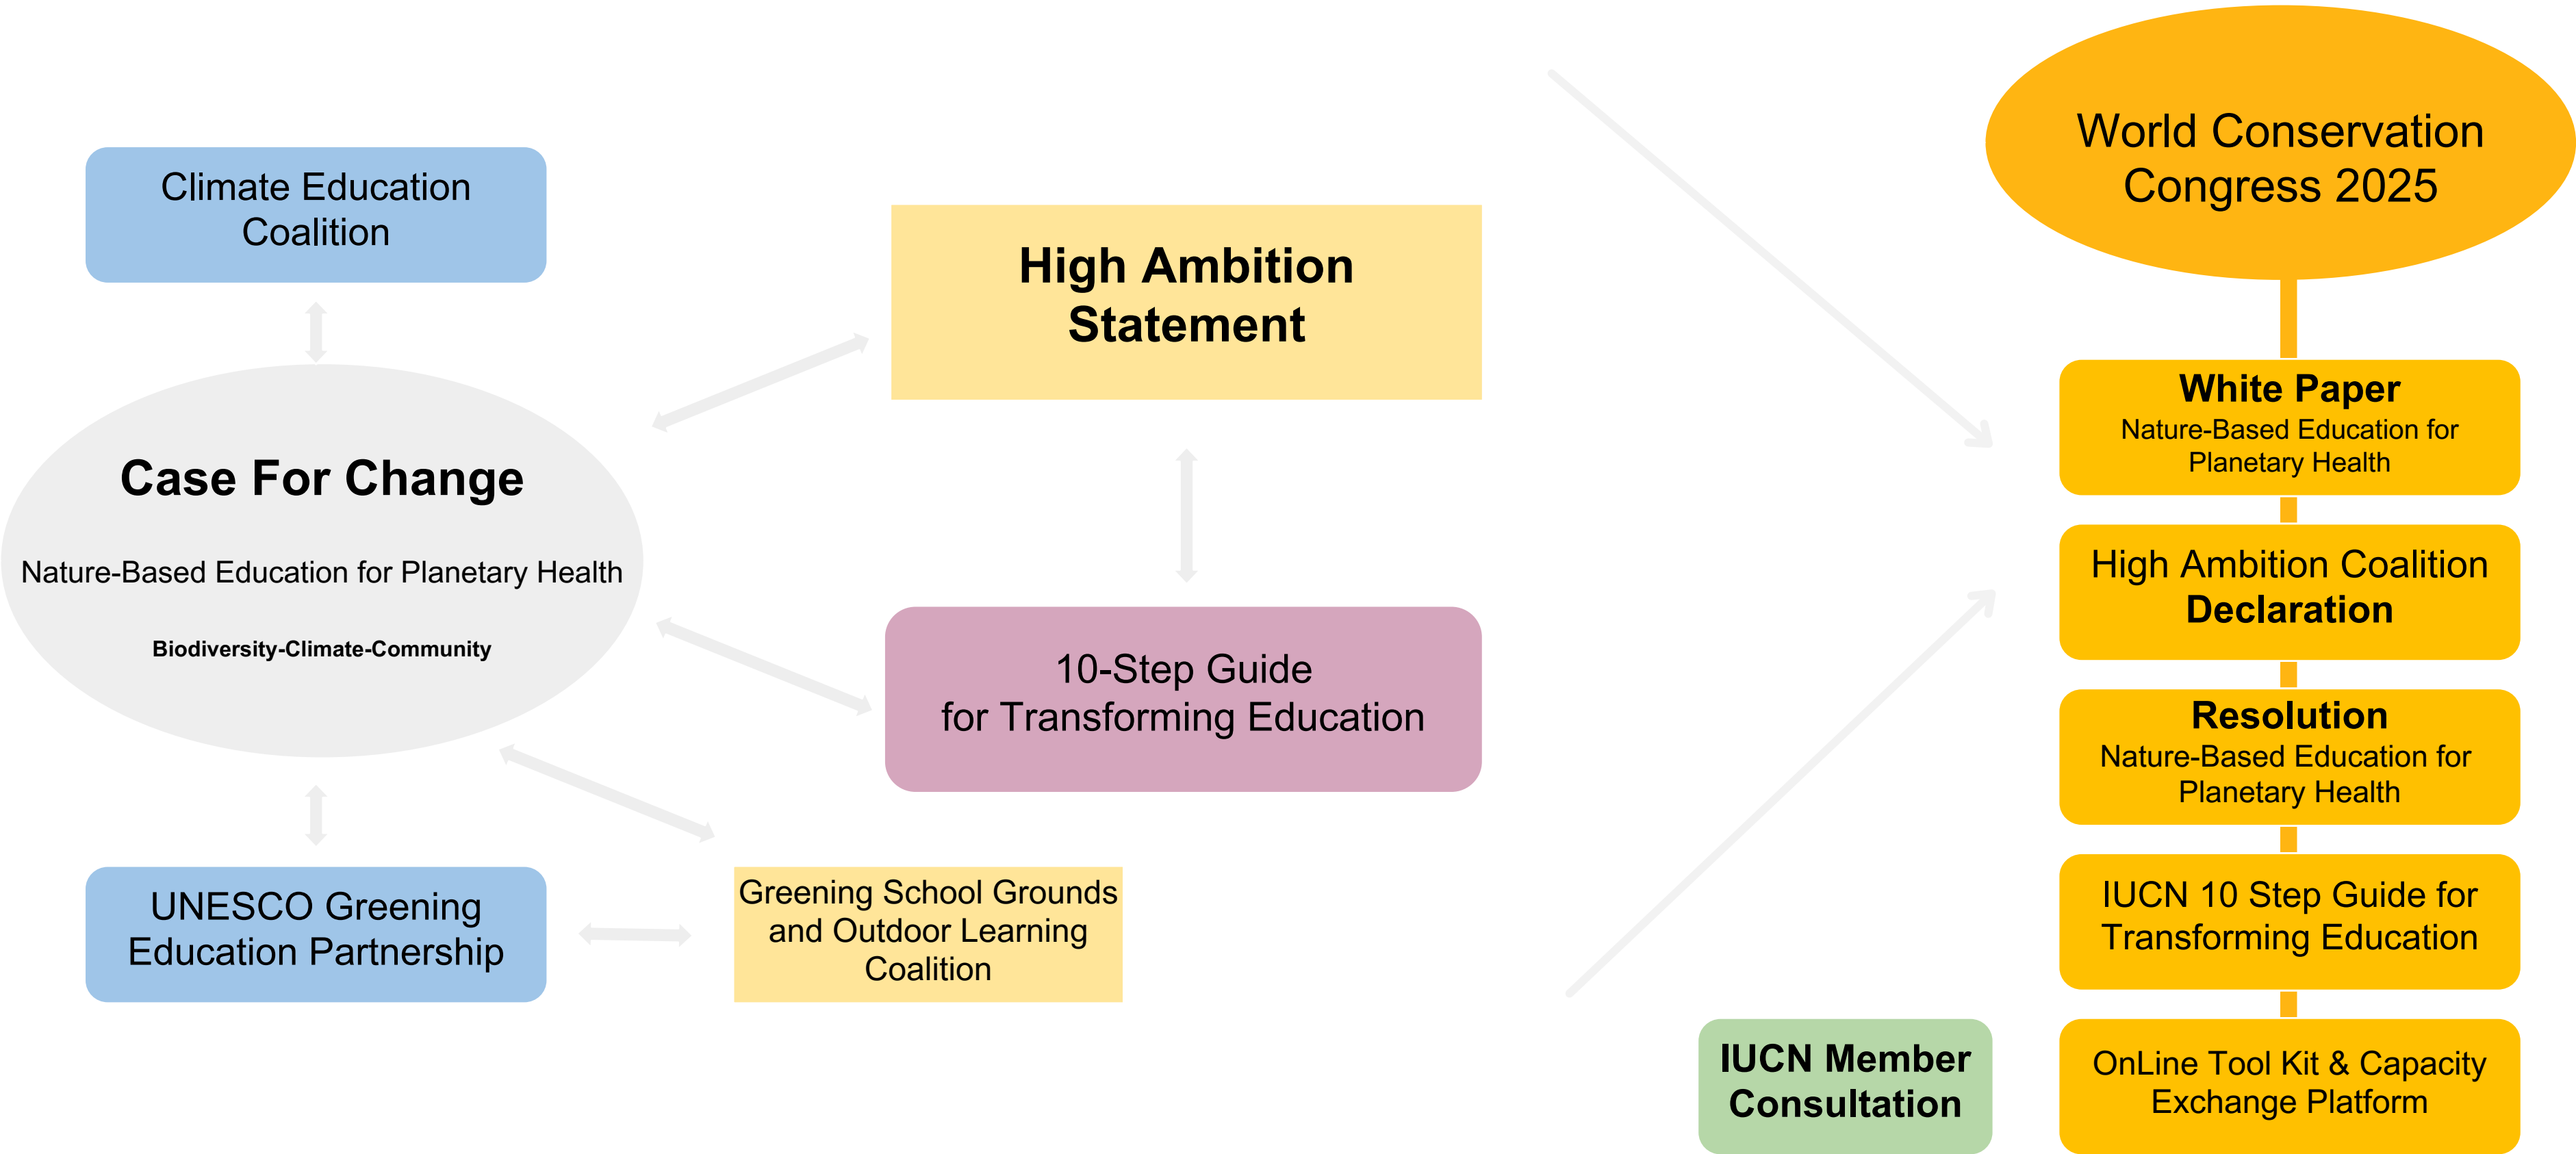 Climate Education
Coalition
Case For Change
Nature-Based Education for Planetary Health
Biodiversity-Climate-Community
UNESCO Greening
Education Partnership
High Ambition
Statement
10-Step Guide
for Transforming Education
Greening School Grounds
and Outdoor Learning
Coalition
IUCN Member
Consultation
World Conservation
Congress 2025
White Paper
Nature-Based Education for
Planetary Health
High Ambition Coalition
Declaration
Resolution
Nature-Based Education for
Planetary Health
IUCN 10 Step Guide for
Transforming Education
OnLine Tool Kit & Capacity
Exchange Platform